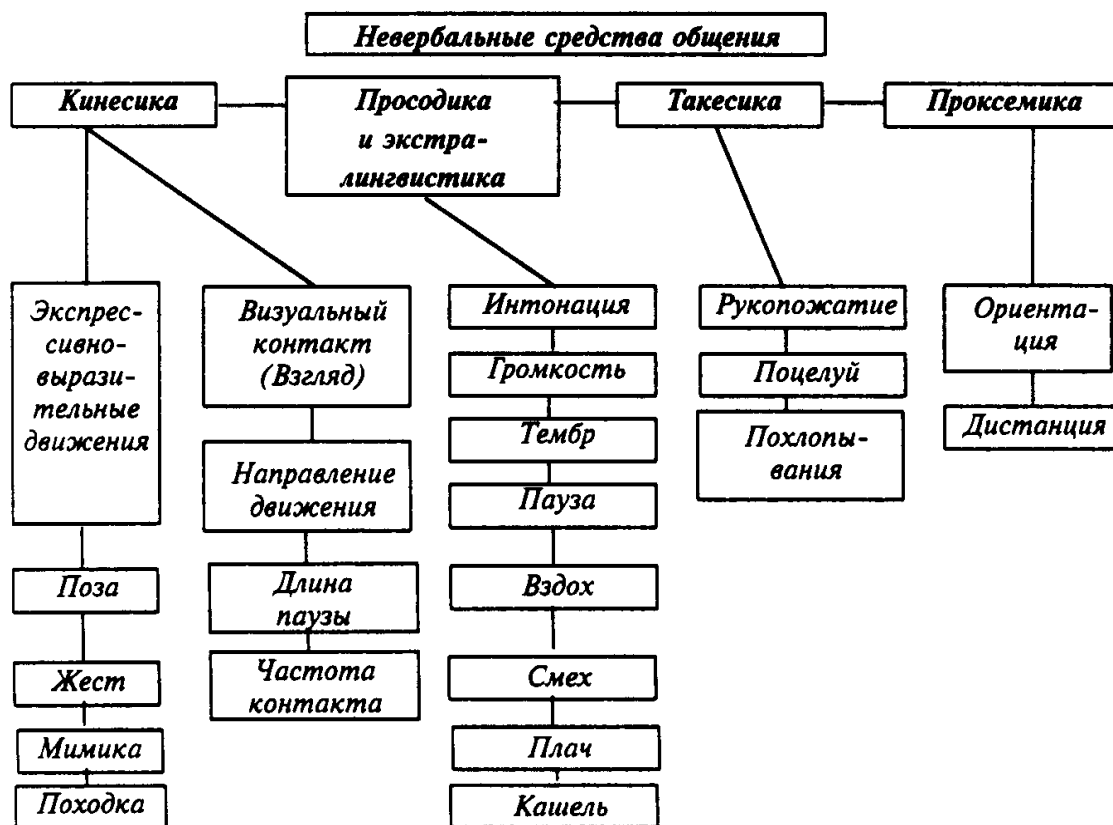 Невербальные средства общения
Кинесика
Просодика
и экстра-
лингвистика
Такесика
Проксемика
Экспрес-
сивно-
вырази-
тельные
движения
Поза
Жест
Мимика
Походка
Визуальный
контакт
(Взгляд)
Направление
движения
Длина
паузы
Частота
контакта
Интонация
Громкость
Тембр
Пауза
Вздох
Смех
Плач
Кашель
Рукопожатие
Поцелуй
Похлопы-
вания
Ориента-
ция
Дистанция